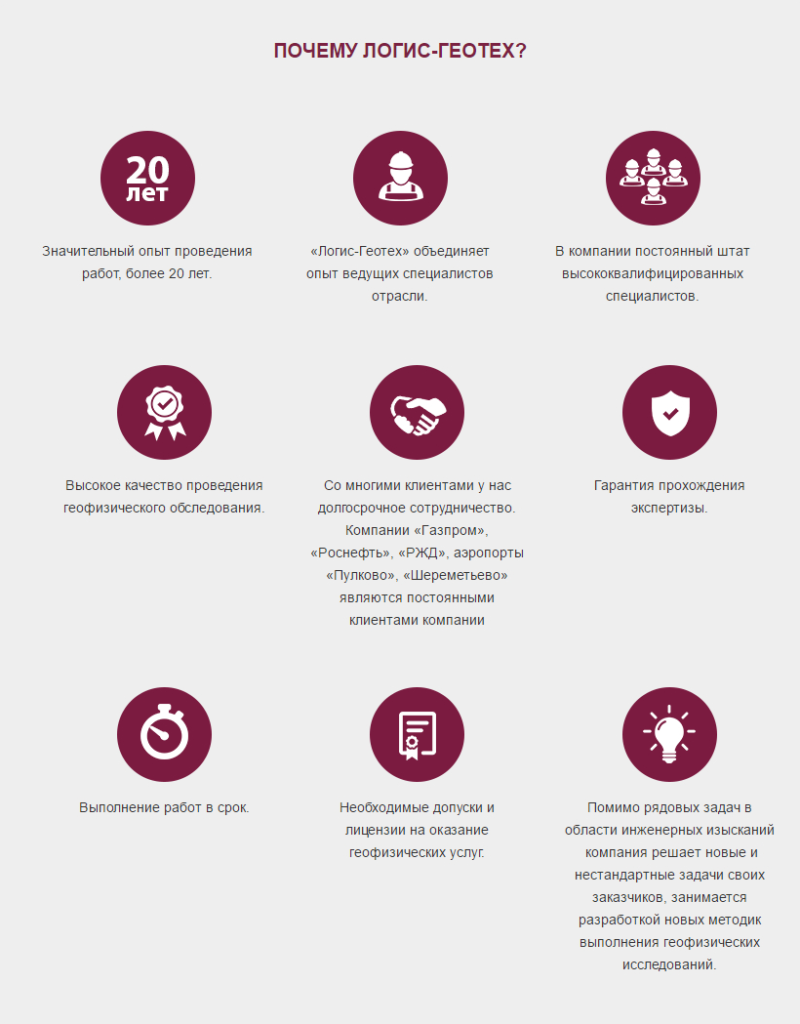 ПОЧЕМУ ЛОГИС-ГЕОТЕХ?
20
лет
Значительный опыт проведения
работ, более 20 лет.
«Логис-Геотех» объединяет
опыт ведущих специалистов
отрасли.
В компании постоянный штат
высококвалифицированных
специалистов.
Высокое качество проведения
геофизического обследования.
Со многими клиентами у нас
долгосрочное сотрудничество.
Компании «Газпром»,
«Роснефть», «РЖД», аэропорты
«Пулково», «Шереметьево»
являются постоянными
клиентами компании
Гарантия прохождения
экспертизы.
Выполнение работ в срок.
Необходимые допуски и
лицензии на оказание
геофизических услуг.
Помимо рядовых задач в
области инженерных изысканий
компания решает новые и
нестандартные задачи своих
заказчиков, занимается
разработкой новых методик
выполнения геофизических
исследований.